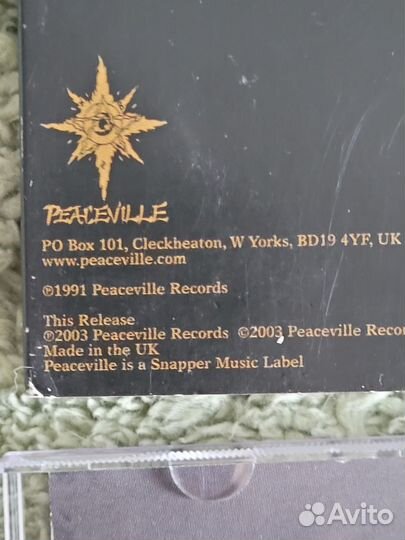 PEACEVILLE
PO Box 101, Cleckheaton, W Yorks, BD19 4YF, UK
www.peaceville.com
℗1991 Peaceville Records
This Release
℗2003 Peaceville Records ©2003 Peaceville Recor
Made in the UK
Peaceville is a Snapper Music Label
Avito